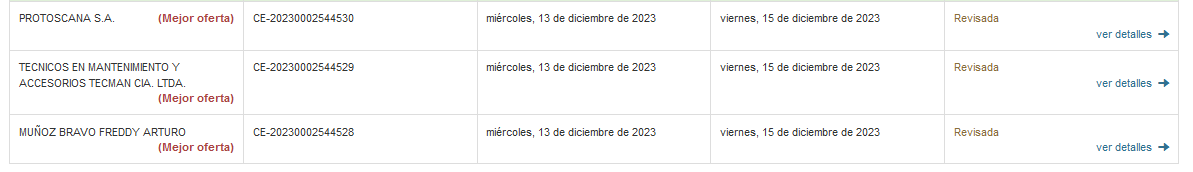 PROTOSCANA S.A. (Mejor oferta) CE-20230002544530 miércoles, 13 de diciembre de 2023 viernes, 15 de diciembre de 2023 Revisada
ver detalles →
TECNICOS EN MANTENIMIENTO Y CE-20230002544529 miércoles, 13 de diciembre de 2023 viernes, 15 de diciembre de 2023 Revisada
ACCESORIOS TECMAN CIA. LTDA. ver detalles →
(Mejor oferta)
MUÑOZ BRAVO FREDDY ARTURO CE-20230002544528 miércoles, 13 de diciembre de 2023 viernes, 15 de diciembre de 2023 Revisada
(Mejor oferta) ver detalles →